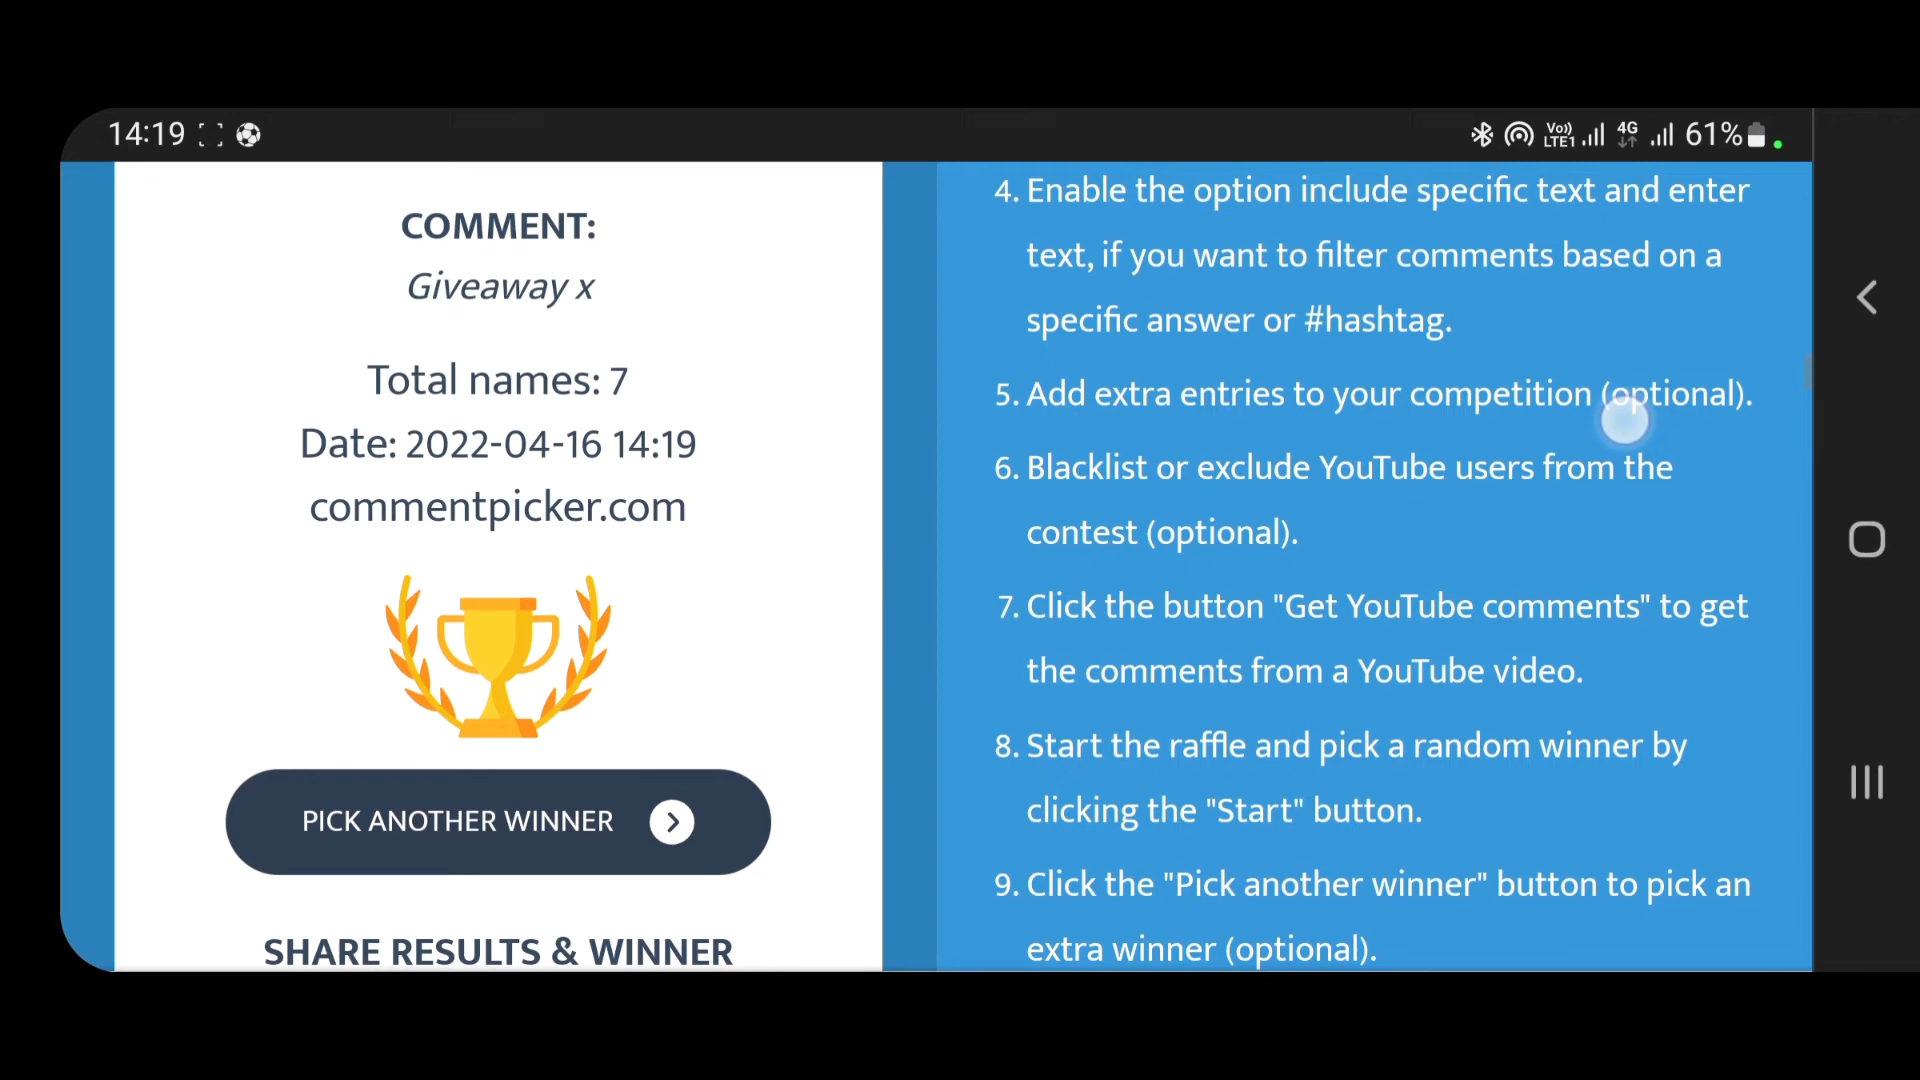 14:19
Vo)) LTE1 4G 61%
COMMENT:
Giveaway x
Total names: 7
Date: 2022-04-16 14:19
commentpicker.com
PICK ANOTHER WINNER
SHARE RESULTS & WINNER
4. Enable the option include specific text and enter
text, if you want to filter comments based on a
specific answer or #hashtag.
5. Add extra entries to your competition (optional).
6. Blacklist or exclude YouTube users from the
contest (optional).
7. Click the button "Get YouTube comments" to get
the comments from a YouTube video.
8. Start the raffle and pick a random winner by
clicking the "Start" button.
9. Click the "Pick another winner" button to pick an
extra winner (optional).